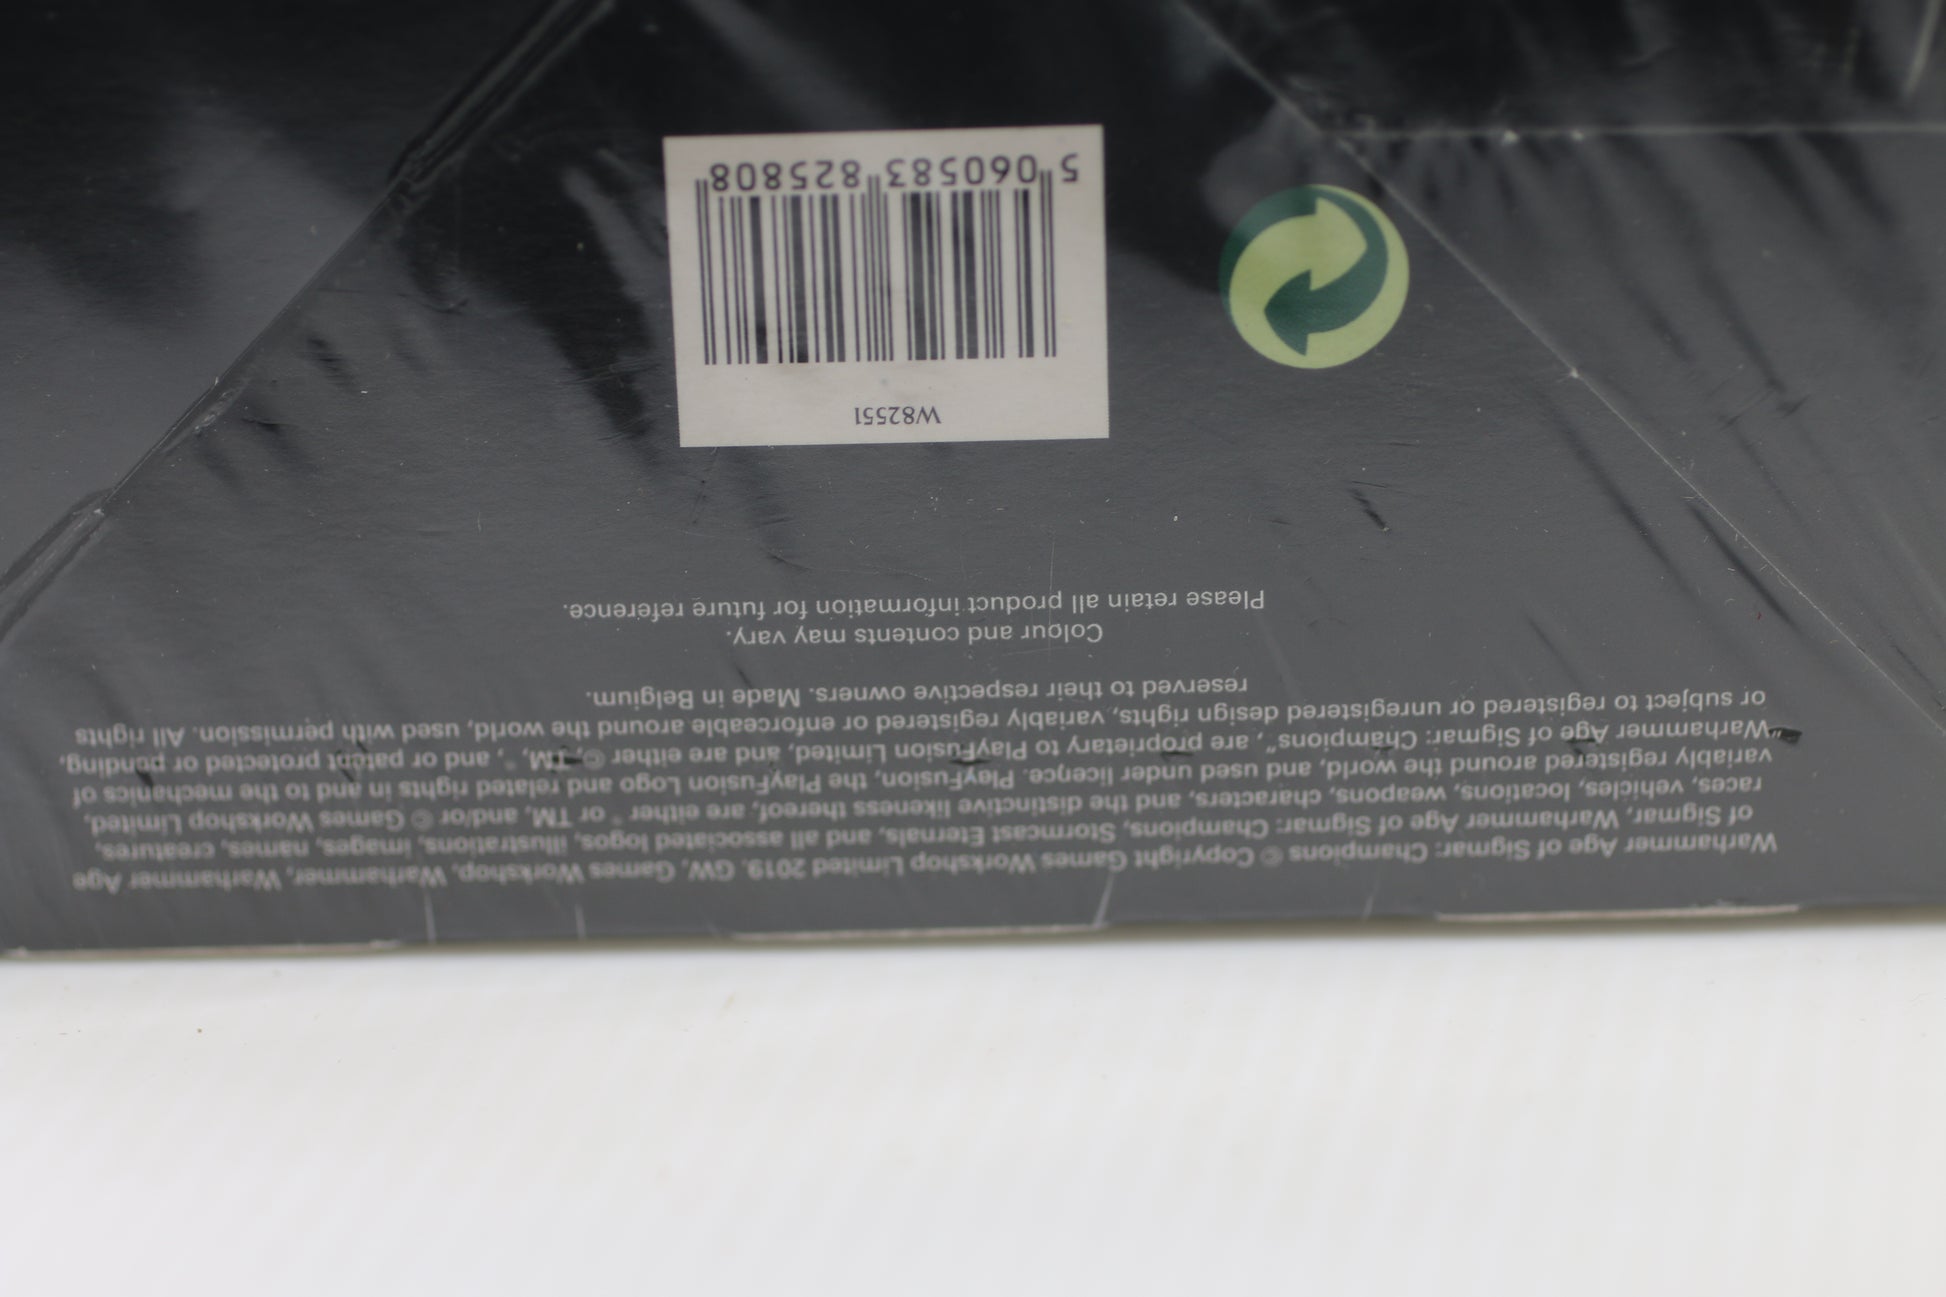 Warhammer Age of Sigmar: Champions © Copyright Games Workshop Limited 2019. GW, Games Workshop, Warhammer, Warhammer Age
of Sigmar, Warhammer Age of Sigmar: Champions, Stormcast Eternals, and all associated logos, illustrations, images, names, creatures,
races, vehicles, locations, weapons, characters, and the distinctive likeness thereof, are either ® or TM, and/or © Games Workshop Limited,
variably registered around the world, and used under licence. PlayFusion, the PlayFusion Logo and related rights in and to the mechanics of
"Warhammer Age of Sigmar: Champions", are proprietary to PlayFusion Limited, and are either ©, TM, ®, and or patent protected or pending,
or subject to registered or unregistered design rights, variably registered or enforceable around the world, used with permission. All rights
reserved to their respective owners. Made in Belgium.
Colour and contents may vary.
Please retain all product information for future reference.
W82551
5 060583 825808